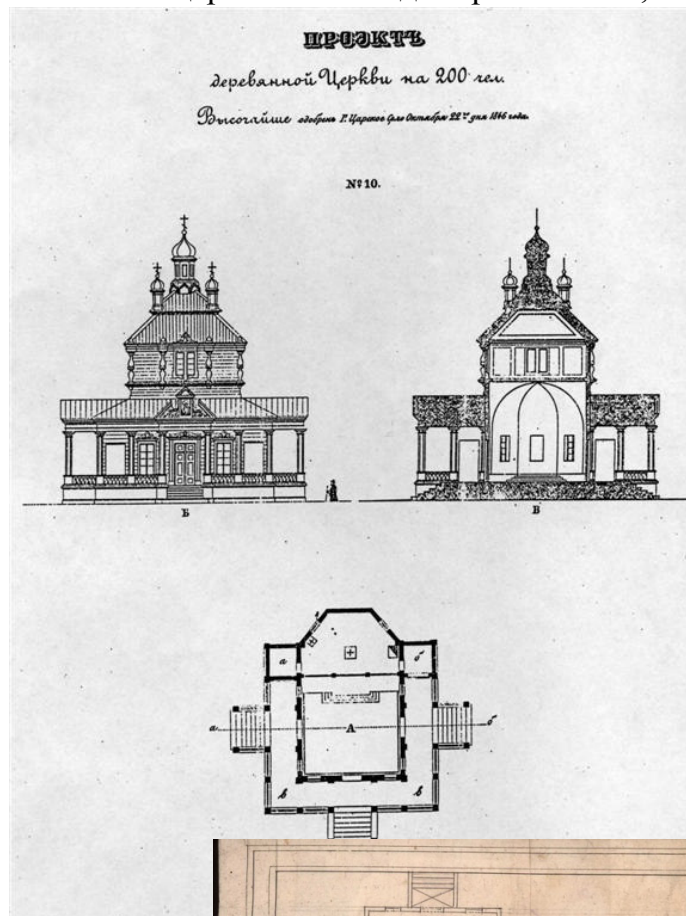 ПРОЭКТЪ
деревянной Церкви на 200 чел.
Высочайше одобренъ Г. Царское Село Октября 22го дня 1846 года.
№ 10.
Б
В
а
б
а
А
б
в
в